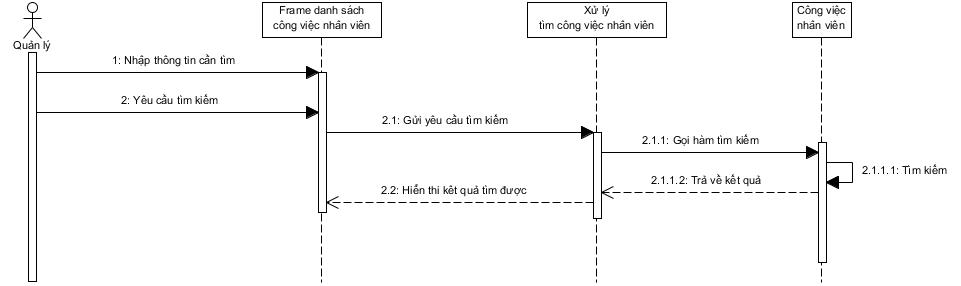 Frame danh sách
công việc nhân viên
Xử lý
tìm công việc nhân viên
Công việc
nhân viên
Quản lý
1: Nhập thông tin cần tìm
2: Yêu cầu tìm kiếm
2.1: Gửi yêu cầu tìm kiếm
2.1.1: Gọi hàm tìm kiếm
2.1.1.1: Tìm kiếm
2.1.1.2: Trả về kết quả
2.2: Hiển thi kêt quả tìm được